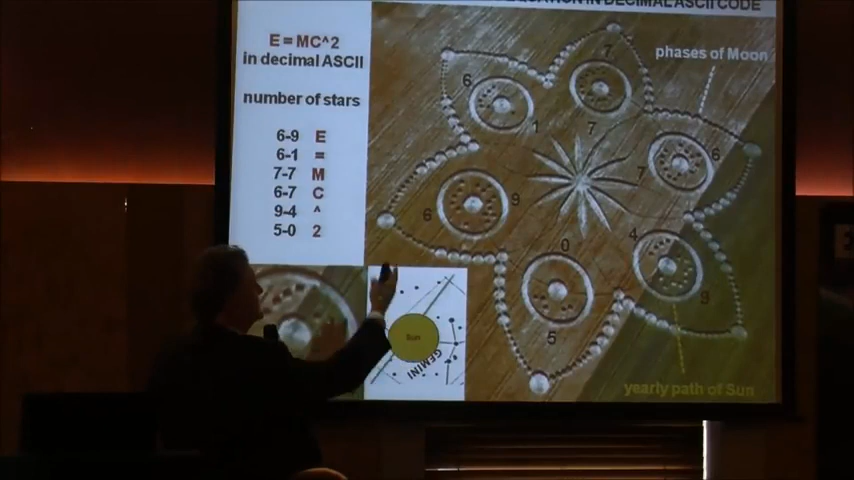 EQUATION IN DECIMAL ASCII CODE
E=MC^2
in decimal ASCII
number of stars
6-9 E
6-1 =
7-7 M
6-7 C
9-4 ^
5-0 2
phases of Moon
7
6
1
7
6
7
6
9
4
9
0
5
yearly path of Sun
Sun
GEMINI